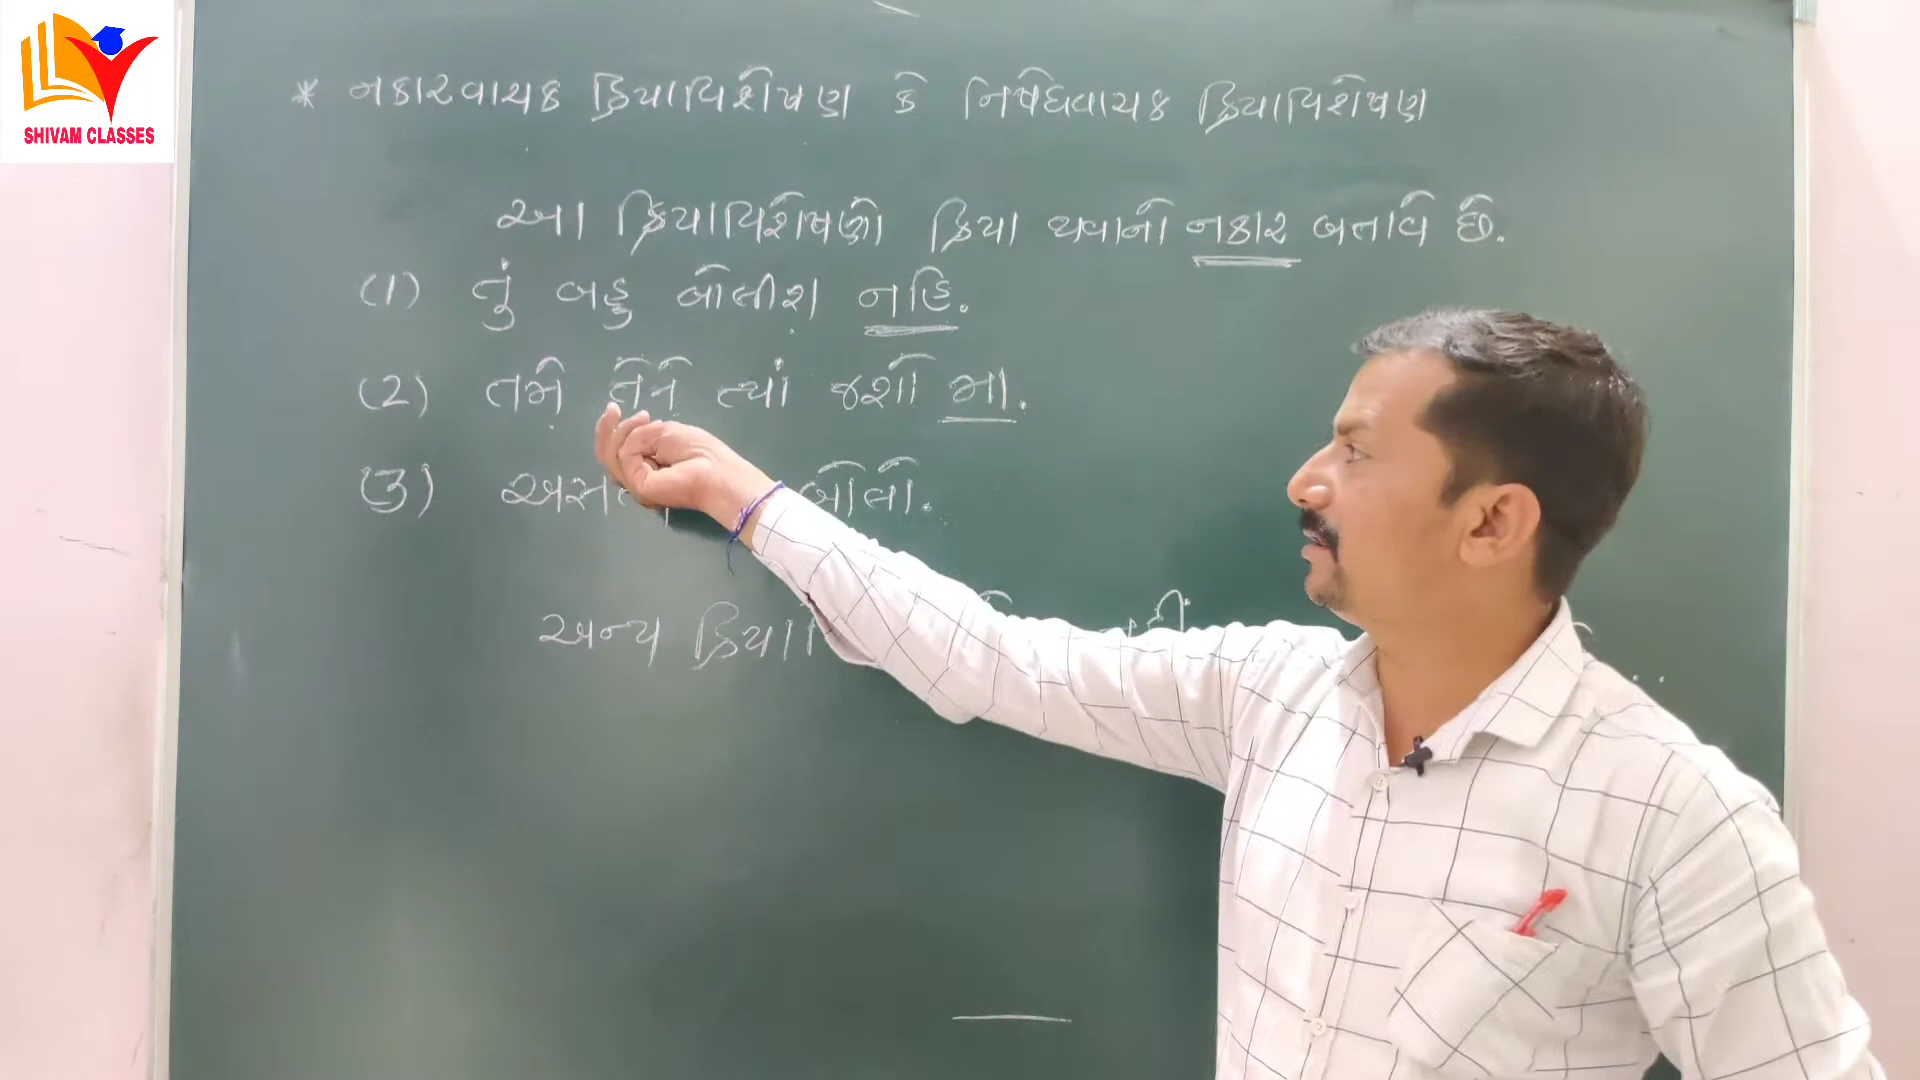 SHIVAM CLASSES
* નકારવાચક ક્રિયાવિશેષણ કે નિષેધવાચક ક્રિયાવિશેષણ
આ ક્રિયાવિશેષણો ક્રિયા થવાનો નકાર બતાવે છે.
(1) તું બહુ બોલીશ નહિ.
(2) તમે તેને ત્યાં જશો મા.
(3) બોલો.
અન્ય